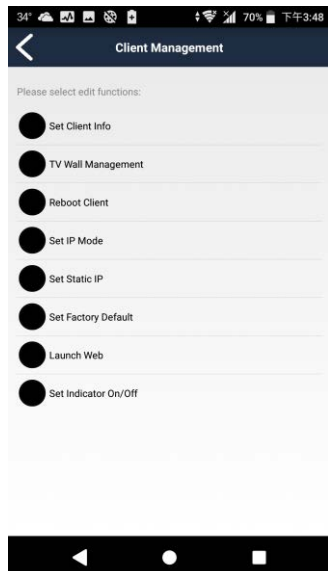 34° 70% 下午3:48
Client Management
Please select edit functions:
Set Client Info
TV Wall Management
Reboot Client
Set IP Mode
Set Static IP
Set Factory Default
Launch Web
Set Indicator On/Off